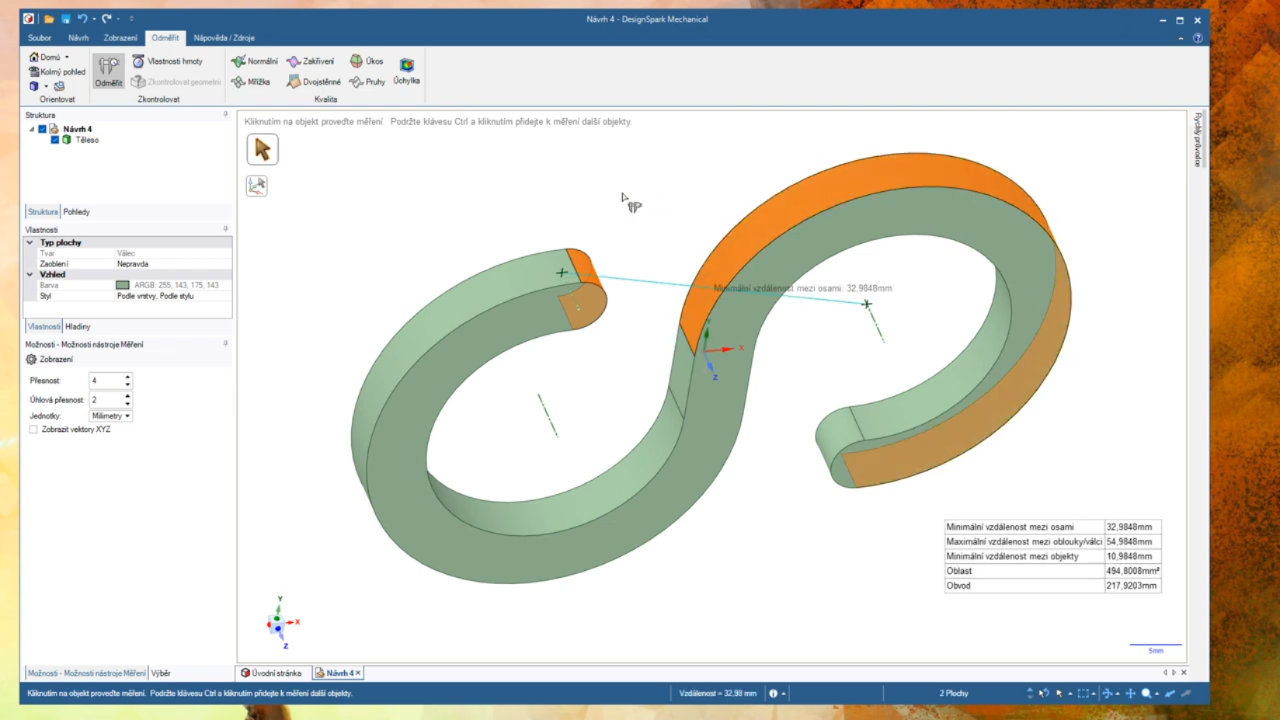 Návrh 4 - DesignSpark Mechanical
Soubor Návrh Zobrazení Odměřit Nápověda / Zdroje
Domů
Kolmý pohled
Orientovat
Odměřit
Vlastnosti hmoty
Zkontrolovat geometrii
Zkontrolovat
Normální Zakřivení Úkos
Mřížka Dvojstěnné Pruhy Úchylka
Kvalita
Struktura
Návrh 4
Těleso
Struktura Pohledy
Vlastnosti
Typ plochy
Tvar Válec
Zaoblení Nepravda
Vzhled
Barva ARGB: 255, 143, 175, 143
Styl Podle vrstvy, Podle stylu
Vlastnosti Hladiny
Možnosti - Možnosti nástroje Měření
Zobrazení
Přesnost: 4
Úhlová přesnost: 2
Jednotky: Milimetry
Zobrazit vektory XYZ
Kliknutím na objekt proveďte měření. Podržte klávesu Ctrl a kliknutím přidejte k měření další objekty.
Rychlý průvodce
Minimální vzdálenost mezi osami: 32,9848mm
Y
X
Z
Minimální vzdálenost mezi osami 32,9848mm
Maximální vzdálenost mezi oblouky/válci 54,9848mm
Minimální vzdálenost mezi objekty 10,9848mm
Oblast 494,8008mm²
Obvod 217,9203mm
Y
X
Z
5mm
Možnosti - Možnosti nástroje Měření Výběr
Úvodní stránka Návrh 4
Kliknutím na objekt proveďte měření. Podržte klávesu Ctrl a kliknutím přidejte k měření další objekty.
Vzdálenost = 32,98 mm
2 Plochy